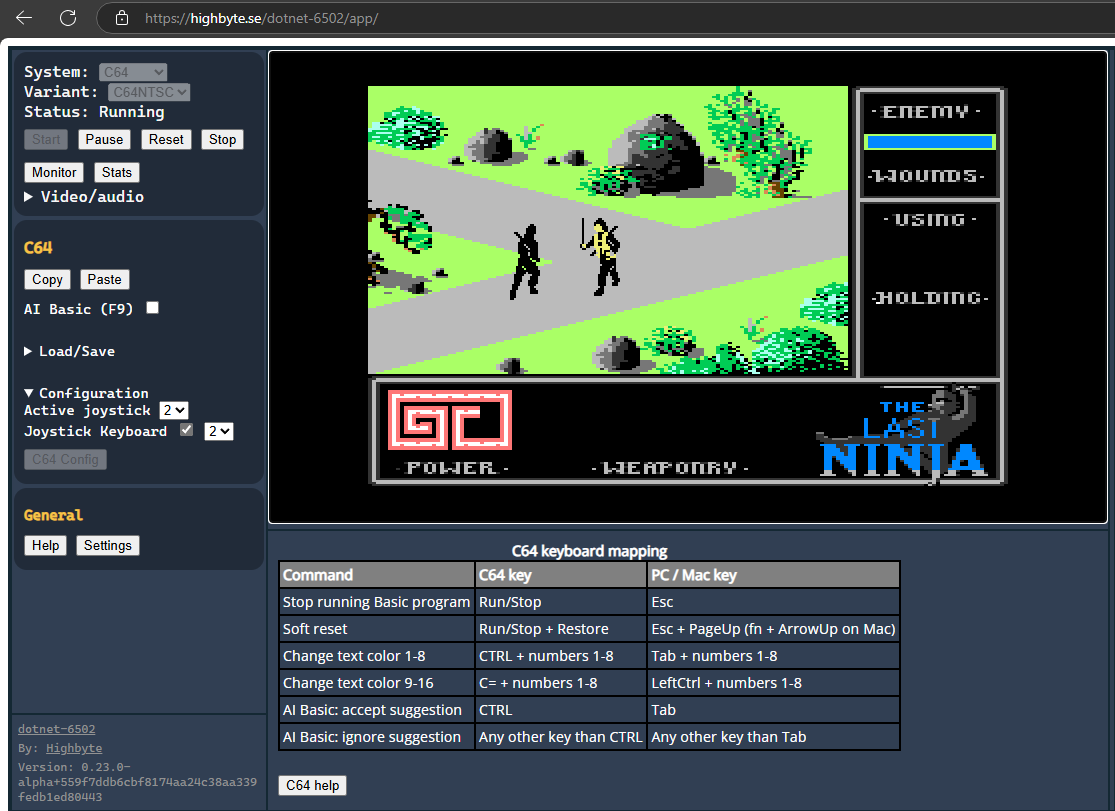 https://highbyte.se/dotnet-6502/app/
System: C64
Variant: C64NTSC
Status: Running
Start Pause Reset Stop
Monitor Stats
▶ Video/audio
C64
Copy Paste
AI Basic (F9)
▶ Load/Save
▼ Configuration
Active joystick 2
Joystick Keyboard 2
C64 Config
General
Help Settings
dotnet-6502
By: Highbyte
Version: 0.23.0-
alpha+559f7ddb6cbf8174aa24c38aa339
fedb1ed80443
·ENEMY·
·WOUNDS·
·USING·
·HOLDING·
·POWER·
·WEAPONRY·
THE
LAST
NINJA
C64 keyboard mapping
Command C64 key PC / Mac key
Stop running Basic program Run/Stop Esc
Soft reset Run/Stop + Restore Esc + PageUp (fn + ArrowUp on Mac)
Change text color 1-8 CTRL + numbers 1-8 Tab + numbers 1-8
Change text color 9-16 C= + numbers 1-8 LeftCtrl + numbers 1-8
AI Basic: accept suggestion CTRL Tab
AI Basic: ignore suggestion Any other key than CTRL Any other key than Tab
C64 help